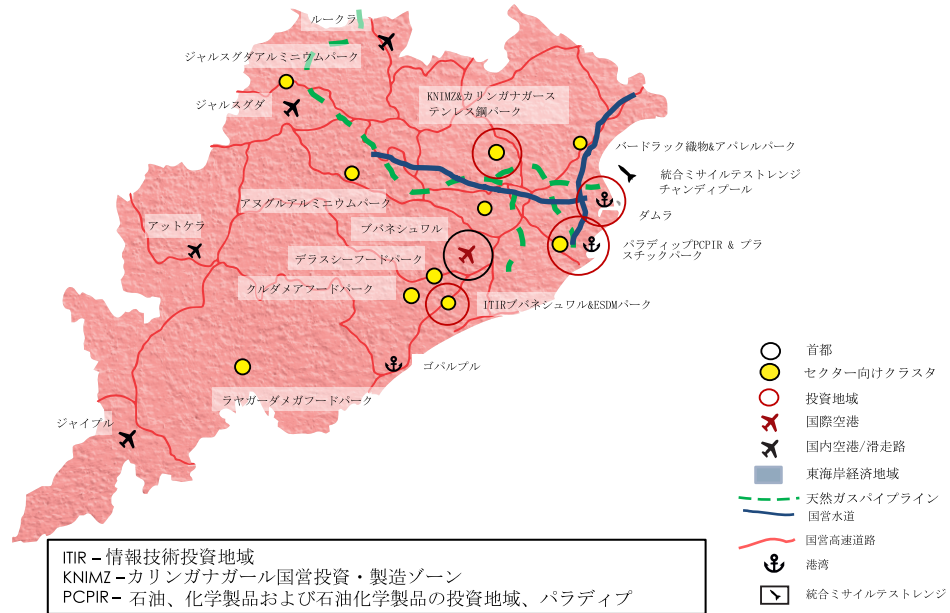 ルークラ
ジャルスグダアルミニウムパーク
ジャルスグダ
KNIMZ&カリンガナガース
テンレス鋼パーク
バードラック織物&アパレルパーク
統合ミサイルテストレンジ
チャンディプール
アヌグルアルミニウムパーク
ダムラ
アットケラ
ブバネシュワル
パラディップPCPIR & プラ
スチックパーク
デラスシーフードパーク
クルダメアフードパーク
ITIRブバネシュワル&ESDMパーク
ゴパルプル
ラヤガーダメガフードパーク
ジャイプル
首都
セクター向けクラスタ
投資地域
国際空港
国内空港/滑走路
東海岸経済地域
天然ガスパイプライン
国営水道
国営高速道路
港湾
統合ミサイルテストレンジ
ITIR – 情報技術投資地域
KNIMZ –カリンガナガール国営投資・製造ゾーン
PCPIR – 石油、化学製品および石油化学製品の投資地域、パラディプ